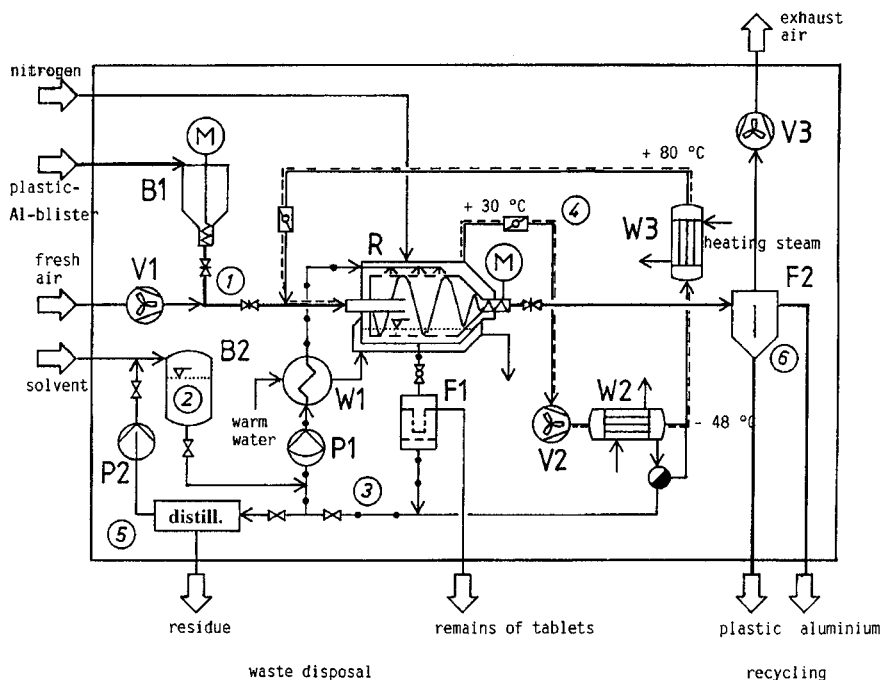 exhaust
air
nitrogen
M
V3
+ 80 °C
plastic-
Al-blister
B1
+ 30 °C
4
W3
R
heating steam
fresh
air
V1
1
M
F2
solvent
B2
2
W1
F1
W2
6
warm
water
- 48 °C
P2
P1
V2
3
5
distill.
residue
remains of tablets
plastic aluminium
waste disposal
recycling